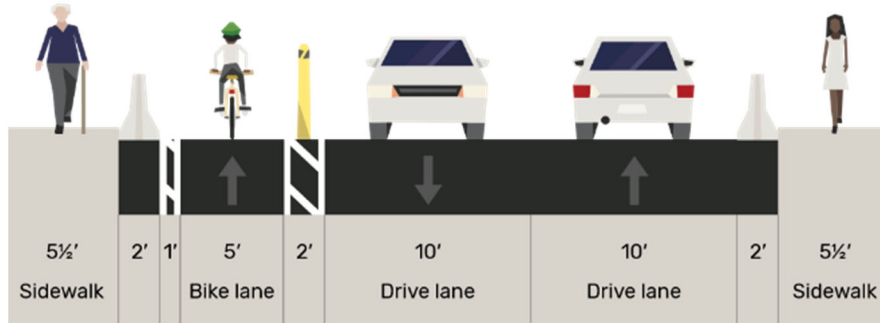 5½′ 2′ 1′ 5′ 2′ 10′ 10′ 2′ 5½′
Sidewalk Bike lane Drive lane Drive lane Sidewalk